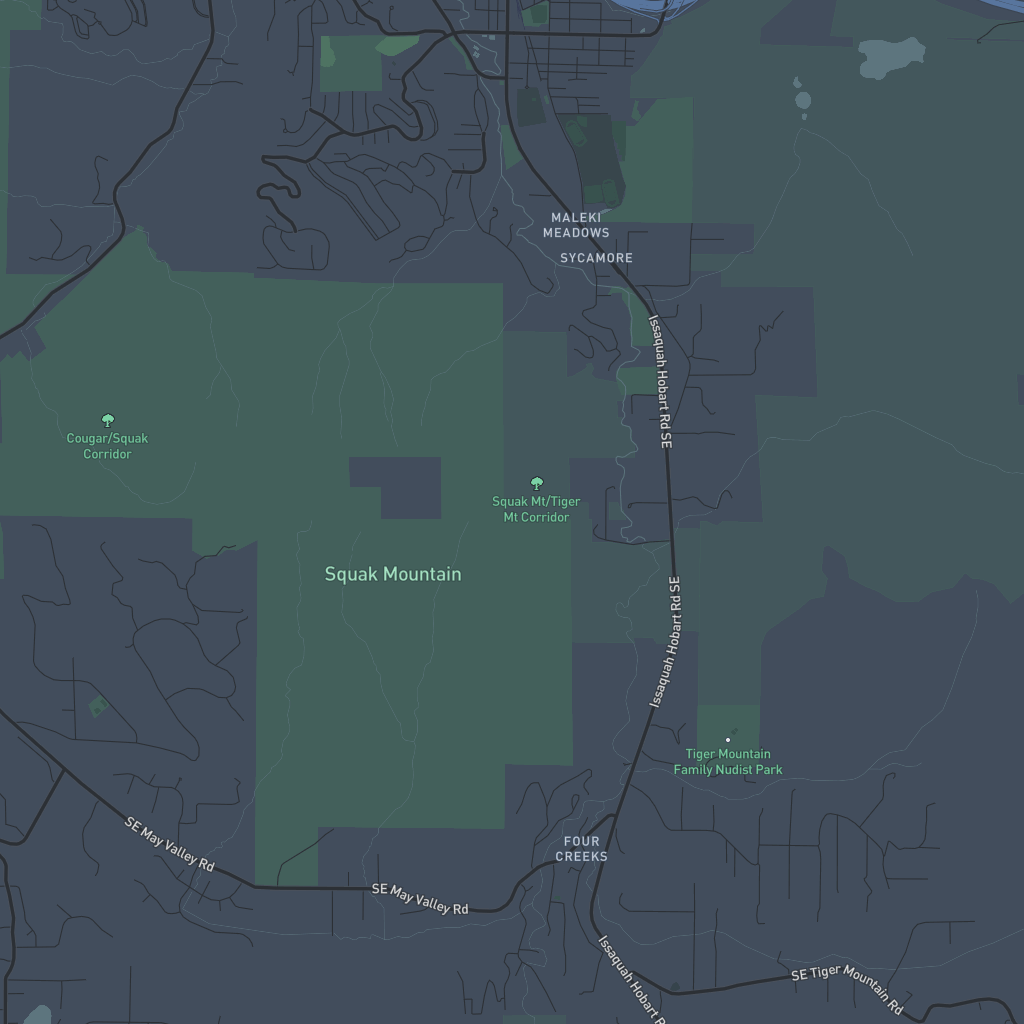 MALEKI
MEADOWS
SYCAMORE
Issaquah Hobart Rd SE
Cougar/Squak
Corridor
Squak Mt/Tiger
Mt Corridor
Squak Mountain
Issaquah Hobart Rd SE
Tiger Mountain
Family Nudist Park
SE May Valley Rd
FOUR
CREEKS
SE May Valley Rd
Issaquah Hobart R
SE Tiger Mountain Rd